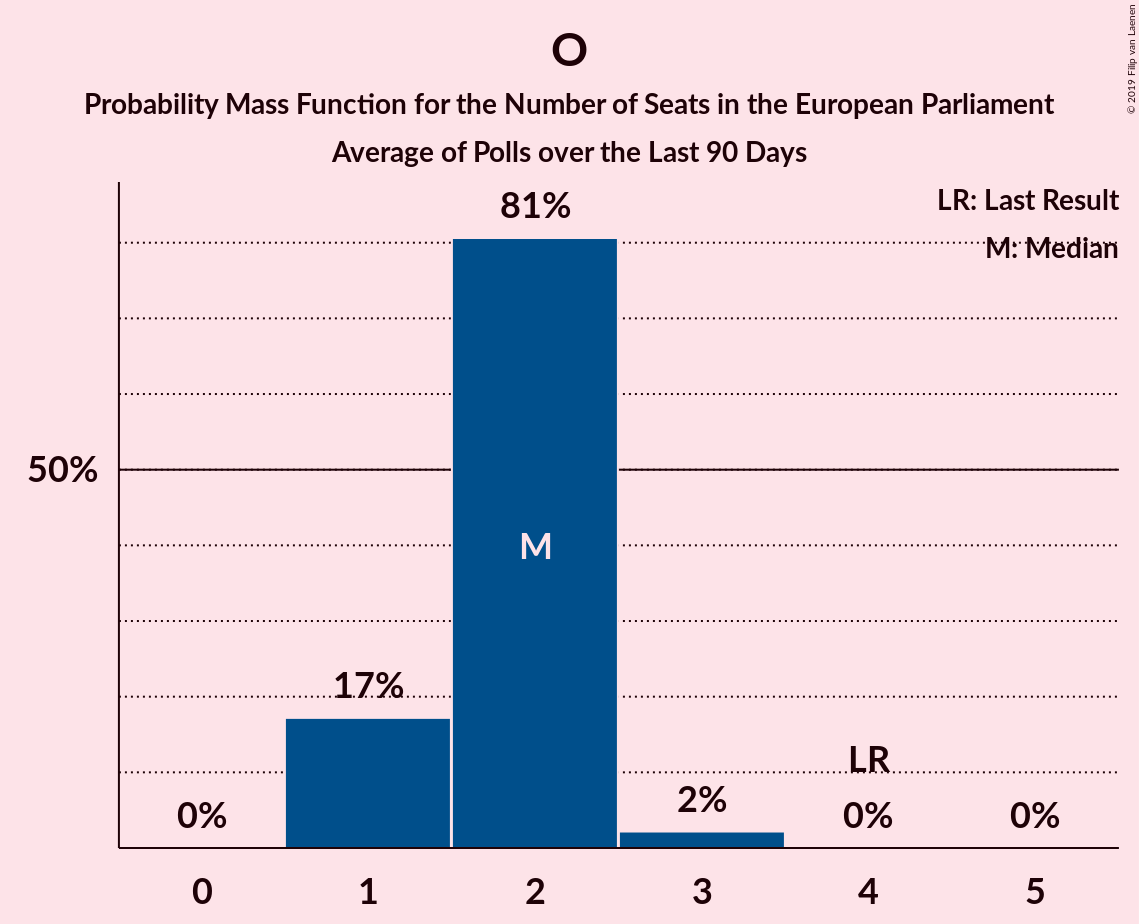 O
Probability Mass Function for the Number of Seats in the European Parliament
Average of Polls over the Last 90 Days
© 2019 Filip van Laenen
LR: Last Result
M: Median
81%
50%
M
17%
LR
2%
0%
0%
0%
0 1 2 3 4 5